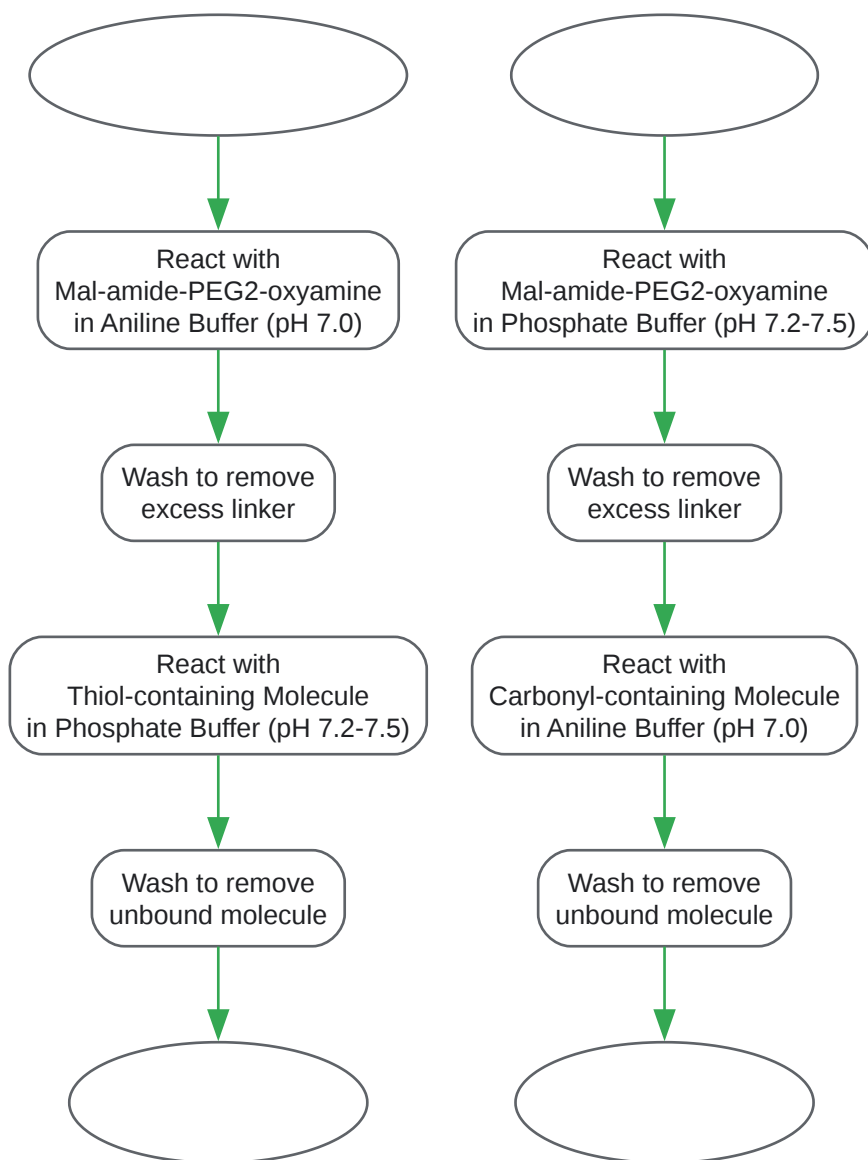 React with
Mal-amide-PEG2-oxyamine
in Aniline Buffer (pH 7.0)
Wash to remove
excess linker
React with
Thiol-containing Molecule
in Phosphate Buffer (pH 7.2-7.5)
Wash to remove
unbound molecule
React with
Mal-amide-PEG2-oxyamine
in Phosphate Buffer (pH 7.2-7.5)
Wash to remove
excess linker
React with
Carbonyl-containing Molecule
in Aniline Buffer (pH 7.0)
Wash to remove
unbound molecule